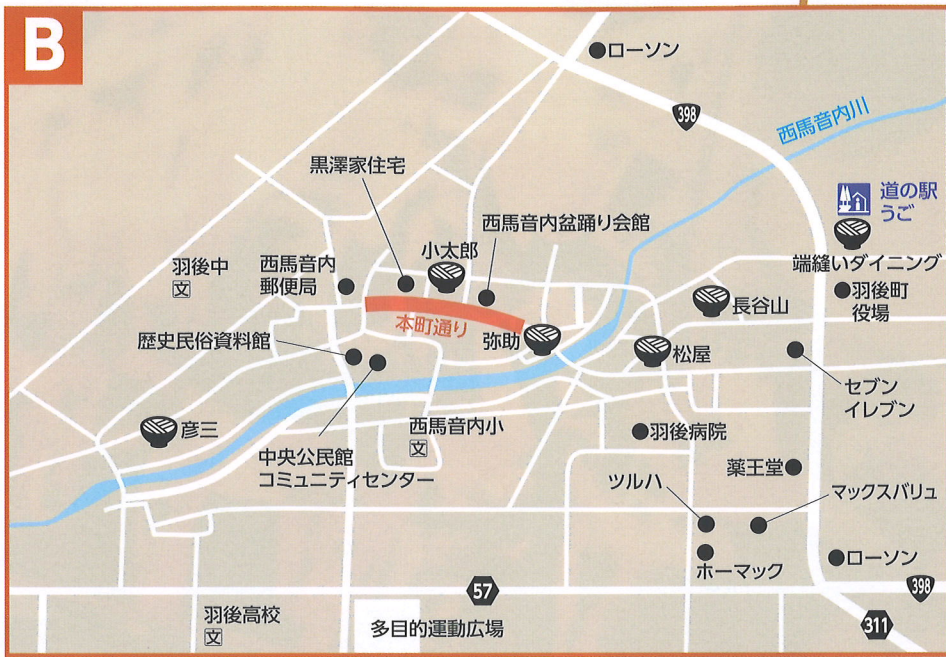 B
ローソン
398
西馬音内川
黒澤家住宅
道の駅
うご
西馬音内盆踊り会館
小太郎
端縫いダイニング
羽後中
文
西馬音内
郵便局
長谷山
羽後町
役場
本町通り
弥助
歴史民俗資料館
松屋
セブン
イレブン
彦三
西馬音内小
文
羽後病院
中央公民館
コミュニティセンター
薬王堂
ツルハ
マックスバリュ
ローソン
ホーマック
57
398
羽後高校
文
多目的運動広場
311